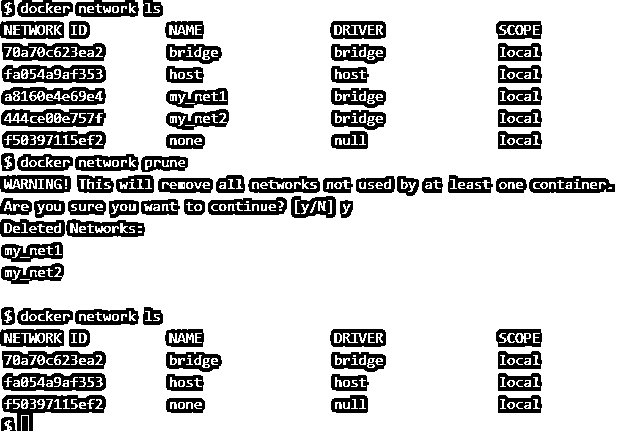 $ docker network ls
NETWORK ID NAME DRIVER SCOPE
70a70c623ea2 bridge bridge local
fa054a9af353 host host local
a8160e4e69e4 my_net1 bridge local
444ce00e757f my_net2 bridge local
f50397115ef2 none null local
$ docker network prune
WARNING! This will remove all networks not used by at least one container.
Are you sure you want to continue? [y/N] y
Deleted Networks:
my_net1
my_net2
$ docker network ls
NETWORK ID NAME DRIVER SCOPE
70a70c623ea2 bridge bridge local
fa054a9af353 host host local
f50397115ef2 none null local
$